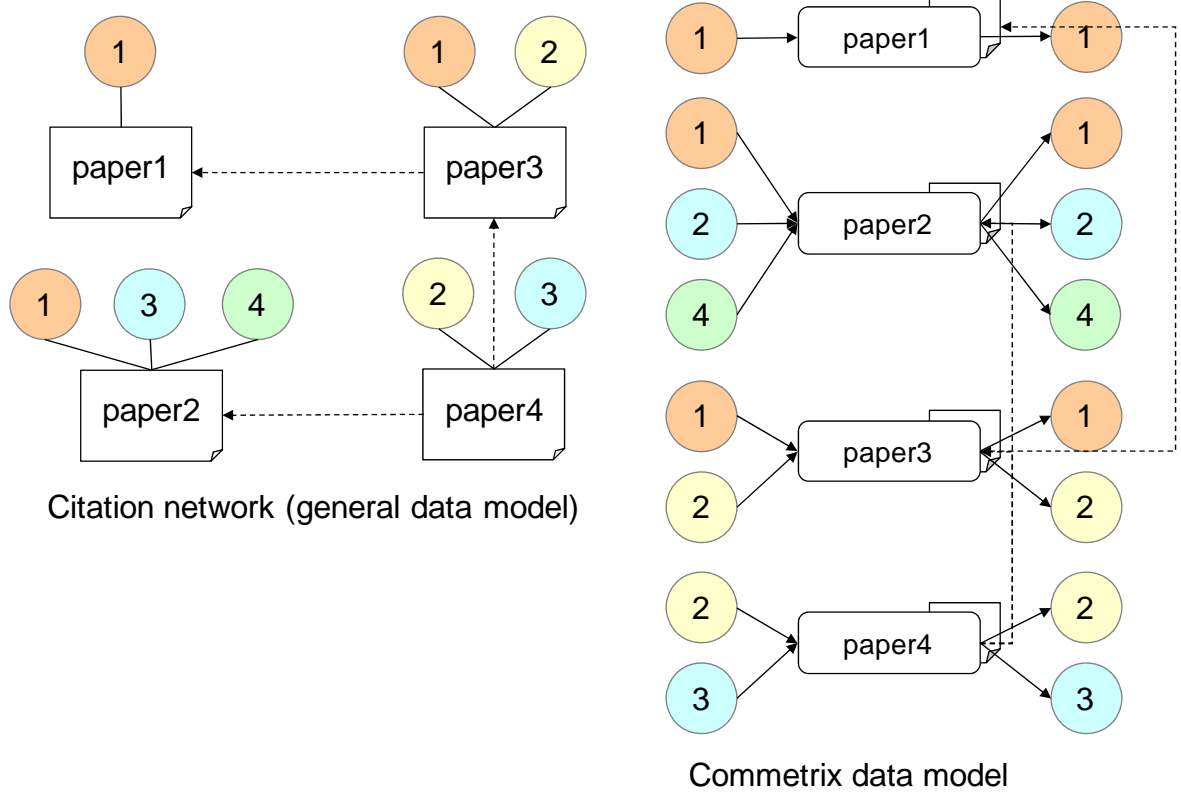 1
1 2
paper1
paper3
1 3 4
2 3
paper2
paper4
Citation network (general data model)
1 paper1 1
1 1
2 paper2 2
4 4
1 1
paper3
2 2
2 2
paper4
3 3
Commetrix data model